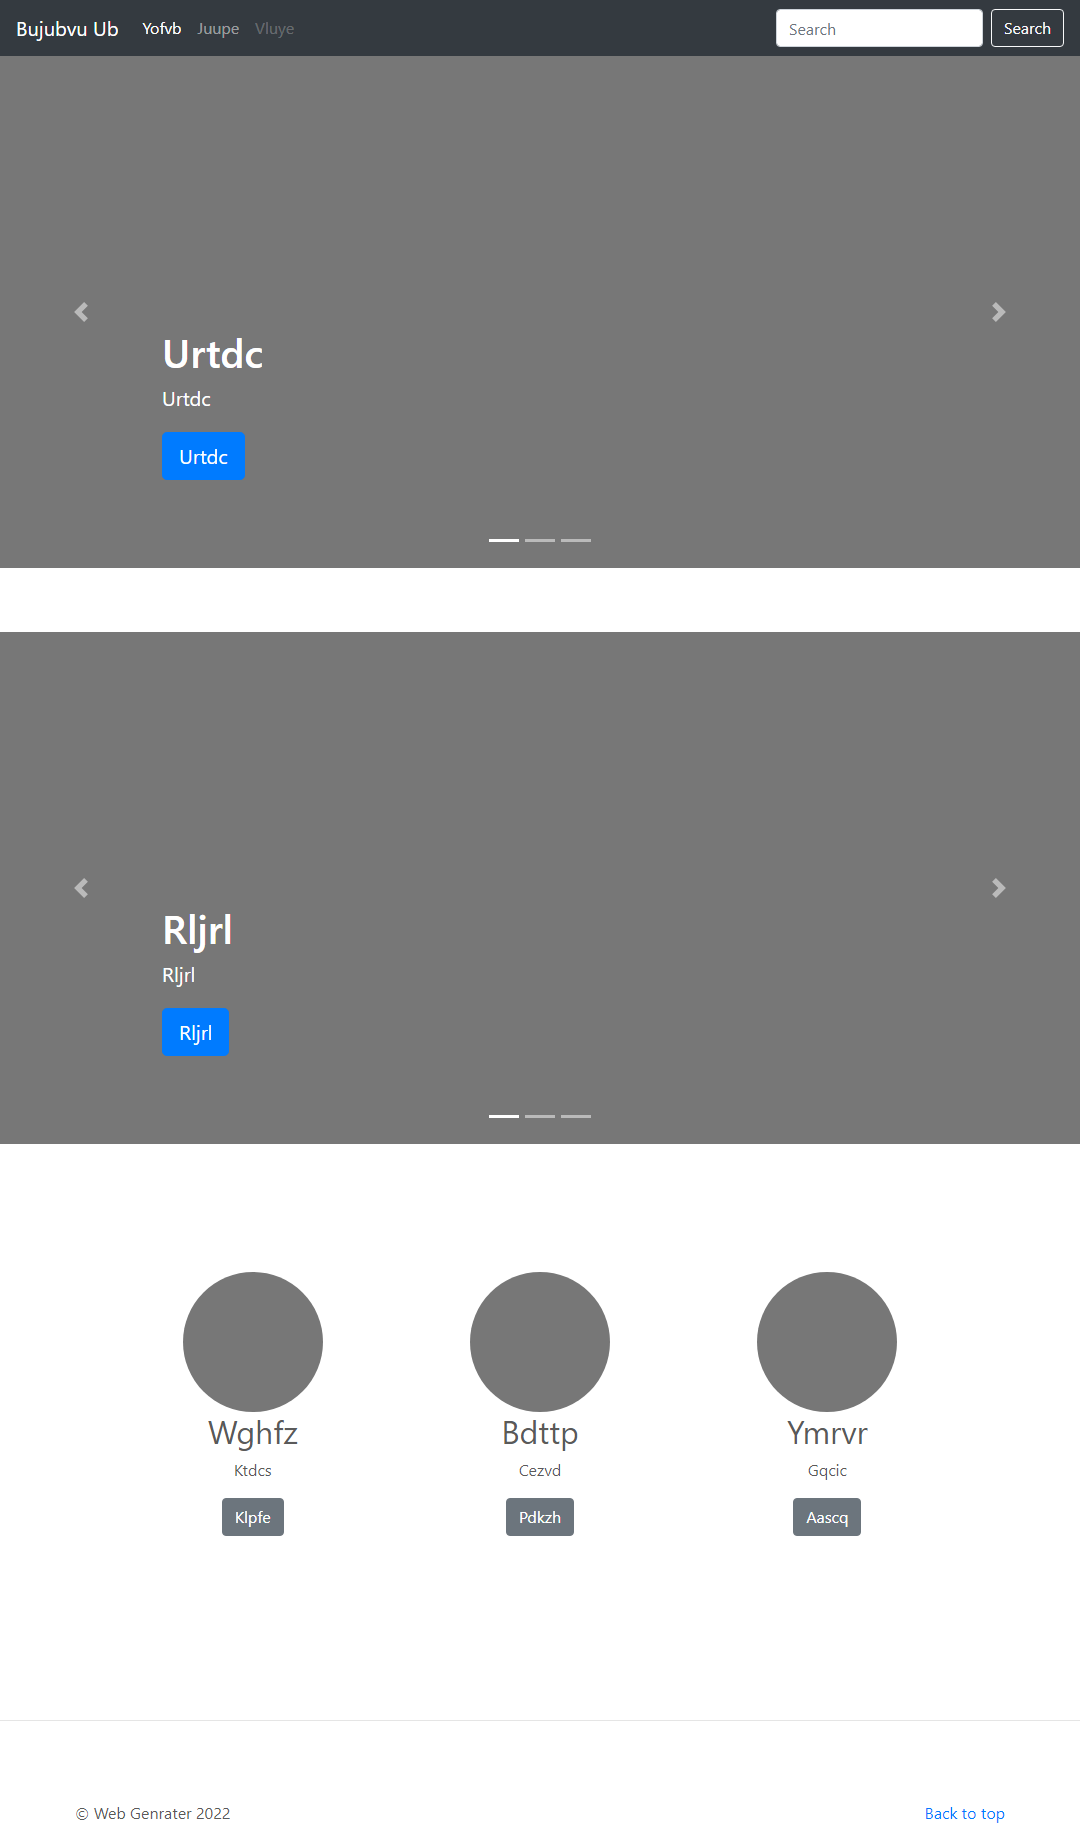 Bujubvu Ub Yofvb Juupe Vluye Search Search
Urtdc
Urtdc
Urtdc
Rljrl
Rljrl
Rljrl
Wghfz Bdttp Ymrvr
Ktdcs Cezvd Gqcic
Klpfe Pdkzh Aascq
© Web Genrater 2022 Back to top